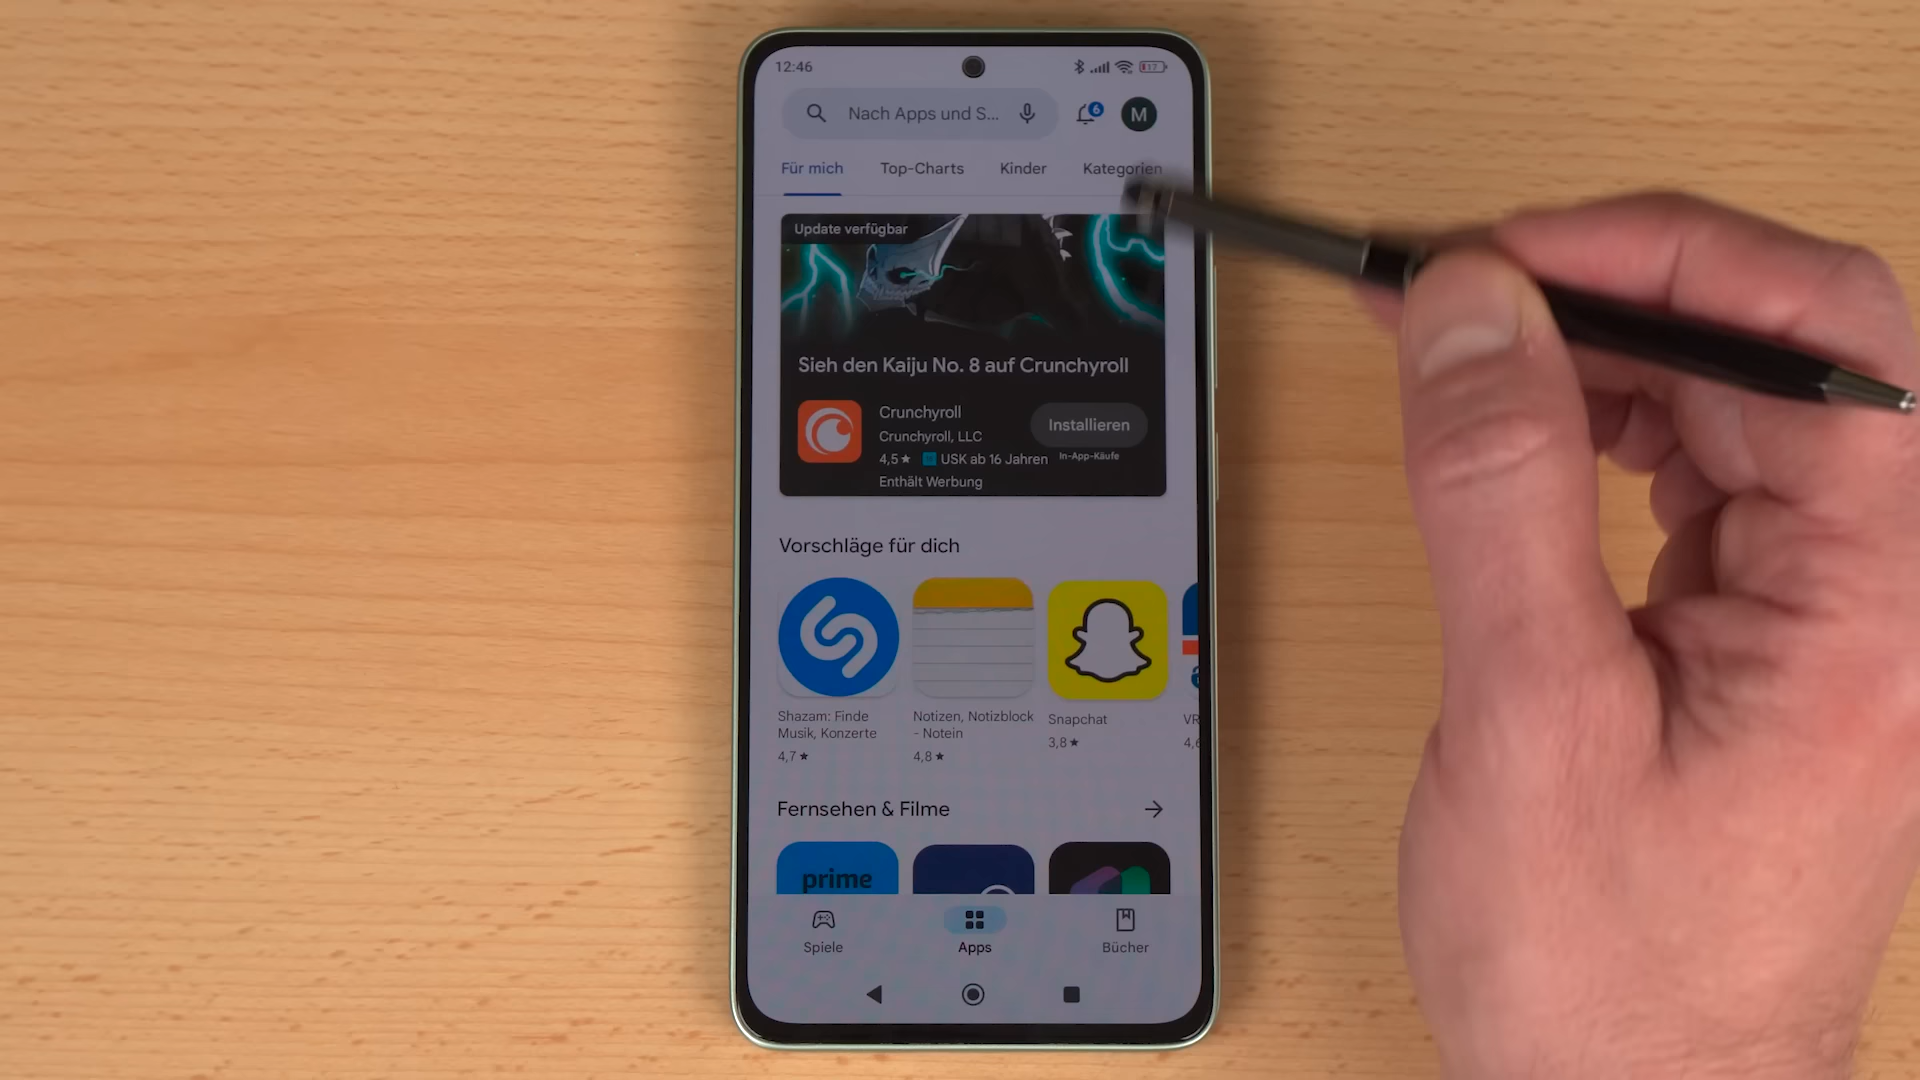 12:46
17
Nach Apps und S...
6
M
Für mich
Top-Charts
Kinder
Kategorien
Update verfügbar
Sieh den Kaiju No. 8 auf Crunchyroll
Crunchyroll
Crunchyroll, LLC
4,5★ USK ab 16 Jahren
Enthält Werbung
Installieren
In-App-Käufe
Vorschläge für dich
Shazam: Finde
Musik, Konzerte
4,7★
Notizen, Notizblock
- Notein
4,8★
Snapchat
3,8★
VR
4,6
Fernsehen & Filme
prime
Spiele
Apps
Bücher